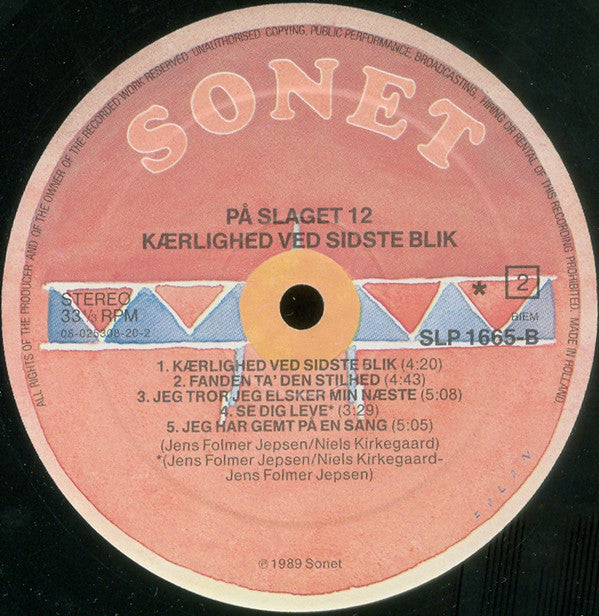 ALL RIGHTS OF THE PRODUCER AND OF THE OWNER OF THE RECORDED WORK RESERVED UNAUTHORISED COPYING, PUBLIC PERFORMANCE, BROADCASTING, HIRING OR RENTAL OF THIS RECORDING PROHIBITED. MADE IN HOLLAND
SONET
PÅ SLAGET 12
KÆRLIGHED VED SIDSTE BLIK
STEREO
33⅓ RPM
08-025308-20-2
* 2
BIEM
SLP 1665-B
1. KÆRLIGHED VED SIDSTE BLIK (4:20)
2. FANDEN TA' DEN STILHED (4:43)
3. JEG TROR JEG ELSKER MIN NÆSTE (5:08)
4. SE DIG LEVE* (3:29)
5. JEG HAR GEMT PÅ EN SANG (5:05)
(Jens Folmer Jepsen/Niels Kirkegaard)
*(Jens Folmer Jepsen/Niels Kirkegaard-
Jens Folmer Jepsen)
℗ 1989 Sonet